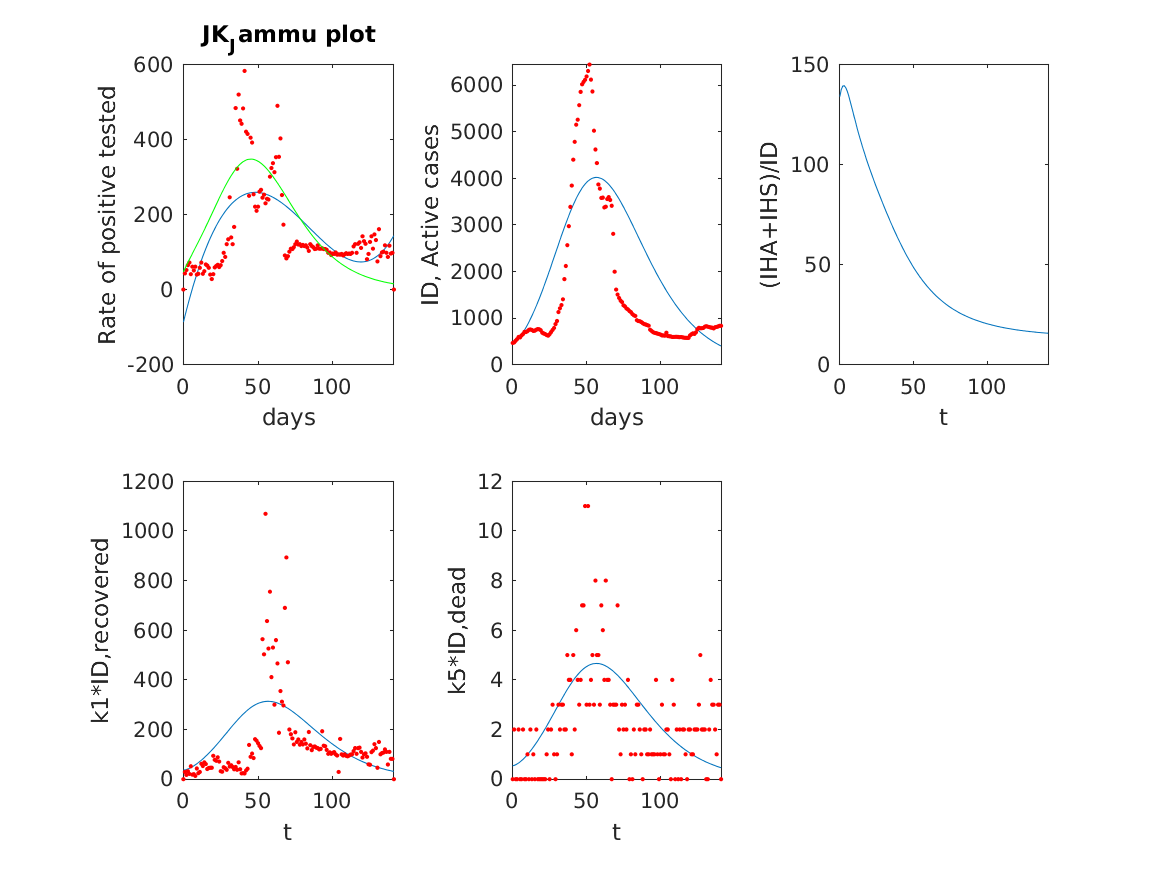 JK_Jammu plot
600
400
200
0
-200
Rate of positive tested
0 50 100
days
6000
5000
4000
3000
2000
1000
0
ID, Active cases
0 50 100
days
150
100
50
0
(IHA+IHS)/ID
0 50 100
t
1200
1000
800
600
400
200
0
k1*ID,recovered
0 50 100
t
12
10
8
6
4
2
0
k5*ID,dead
0 50 100
t